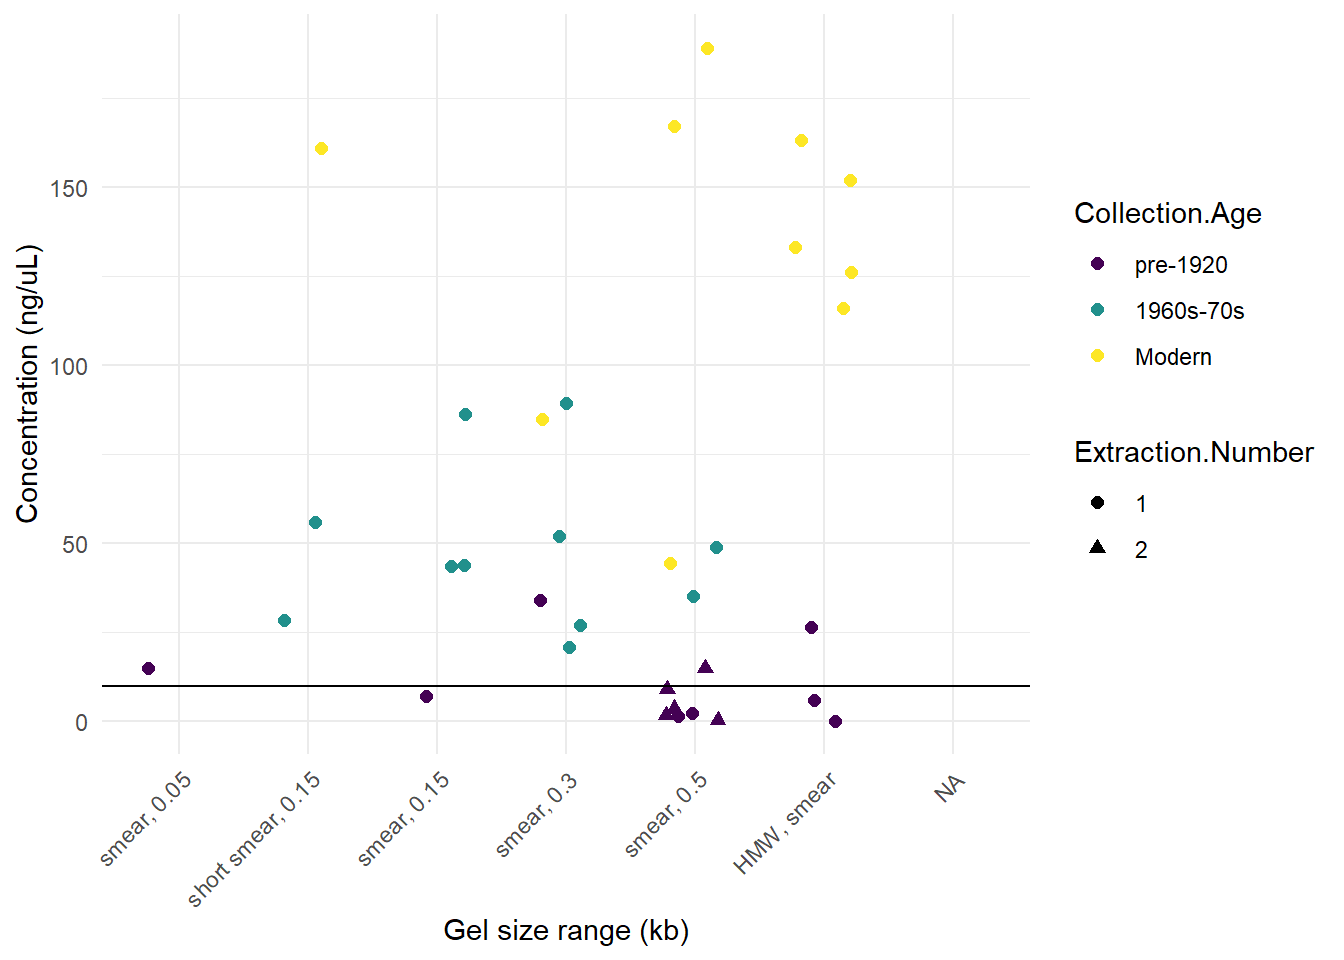 Concentration (ng/uL)
150
100
50
0
smear, 0.05
short smear, 0.15
smear, 0.15
smear, 0.3
smear, 0.5
HMW, smear
NA
Gel size range (kb)
Collection.Age
pre-1920
1960s-70s
Modern
Extraction.Number
1
2